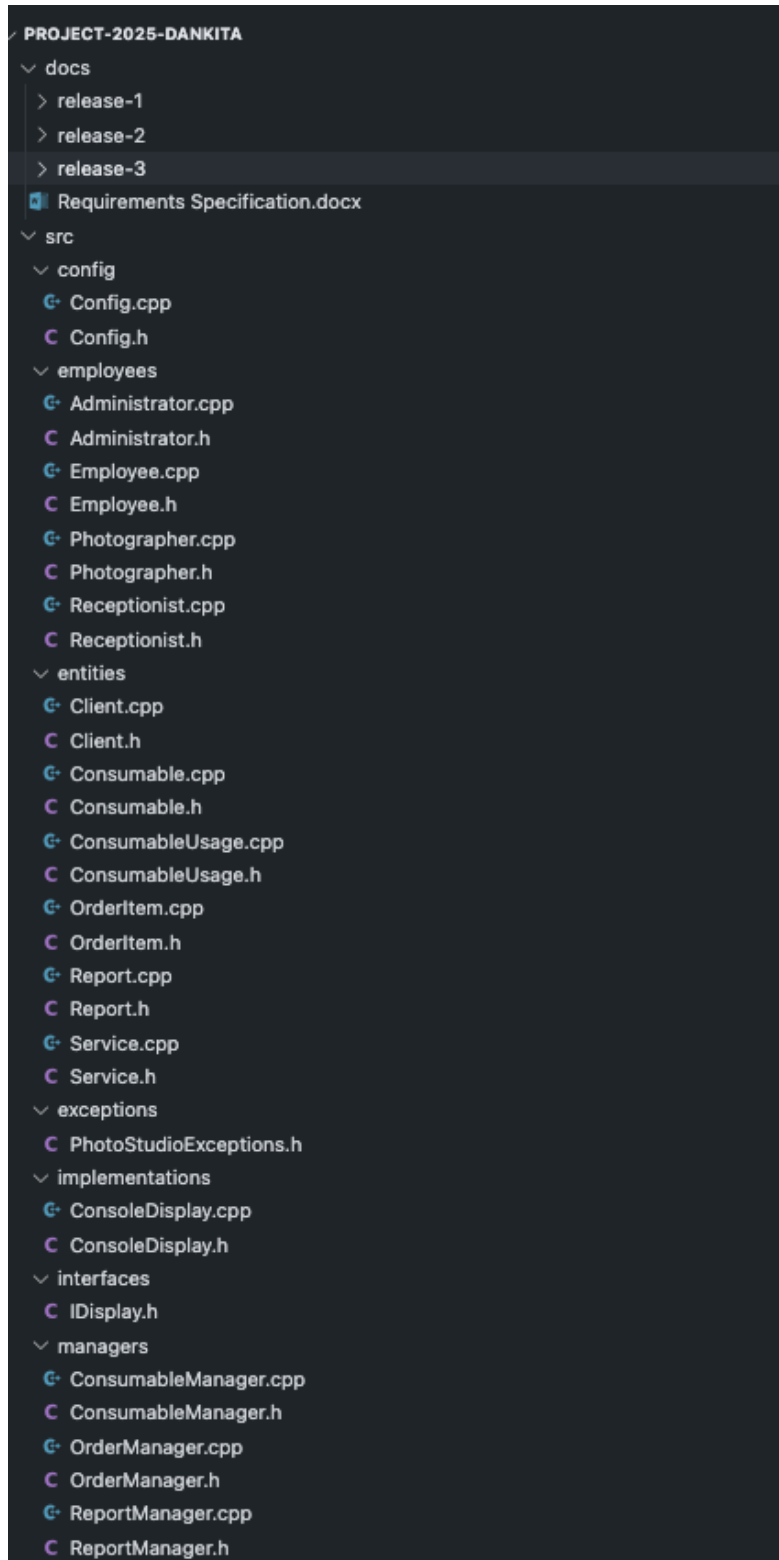 PROJECT-2025-DANKITA
docs
release-1
release-2
release-3
Requirements Specification.docx
src
config
Config.cpp
Config.h
employees
Administrator.cpp
Administrator.h
Employee.cpp
Employee.h
Photographer.cpp
Photographer.h
Receptionist.cpp
Receptionist.h
entities
Client.cpp
Client.h
Consumable.cpp
Consumable.h
ConsumableUsage.cpp
ConsumableUsage.h
OrderItem.cpp
OrderItem.h
Report.cpp
Report.h
Service.cpp
Service.h
exceptions
PhotoStudioExceptions.h
implementations
ConsoleDisplay.cpp
ConsoleDisplay.h
interfaces
IDisplay.h
managers
ConsumableManager.cpp
ConsumableManager.h
OrderManager.cpp
OrderManager.h
ReportManager.cpp
ReportManager.h